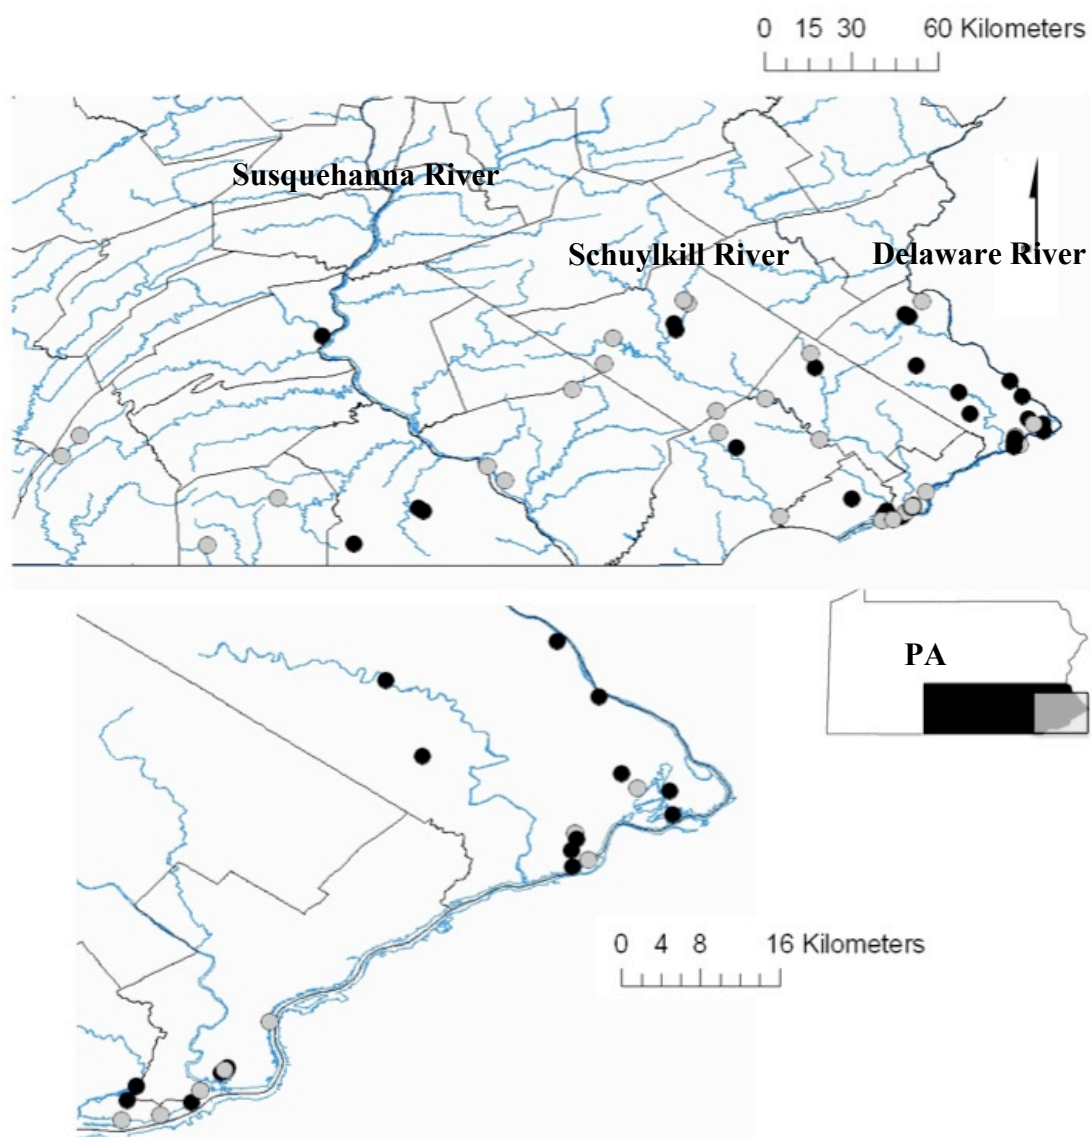 0 15 30 60 Kilometers
Susquehanna River
Schuylkill River
Delaware River
PA
0 4 8 16 Kilometers